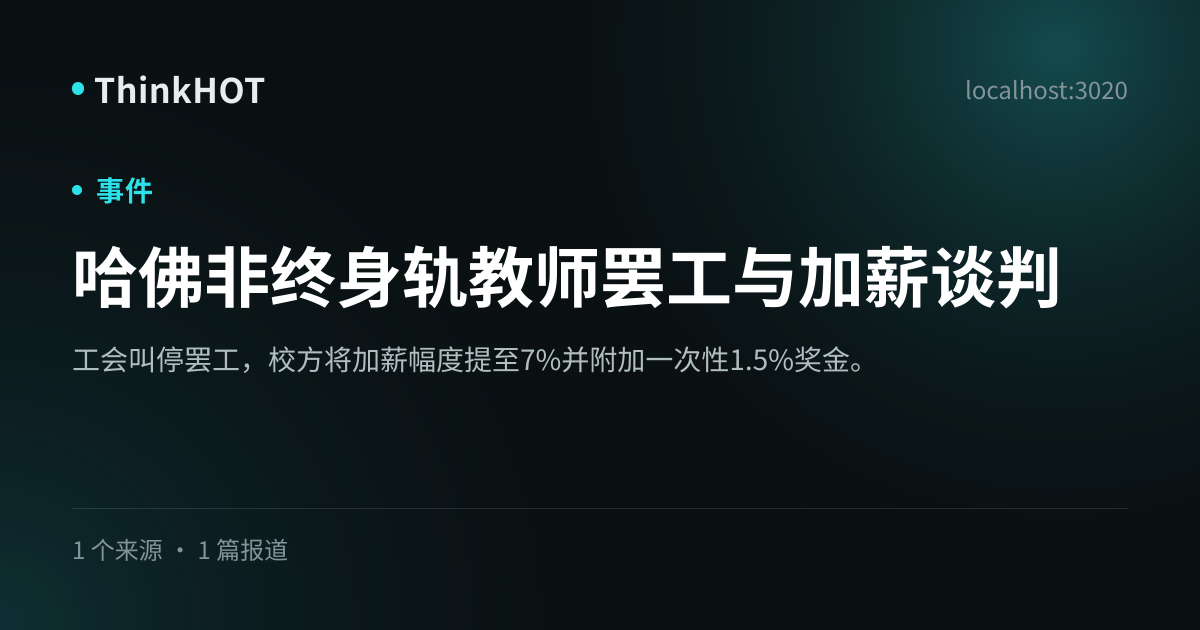 ThinkHOT
localhost:3020
事件
哈佛非终身轨教师罢工与加薪谈判
工会叫停罢工，校方将加薪幅度提至7%并附加一次性1.5%奖金。
1 个来源 · 1 篇报道